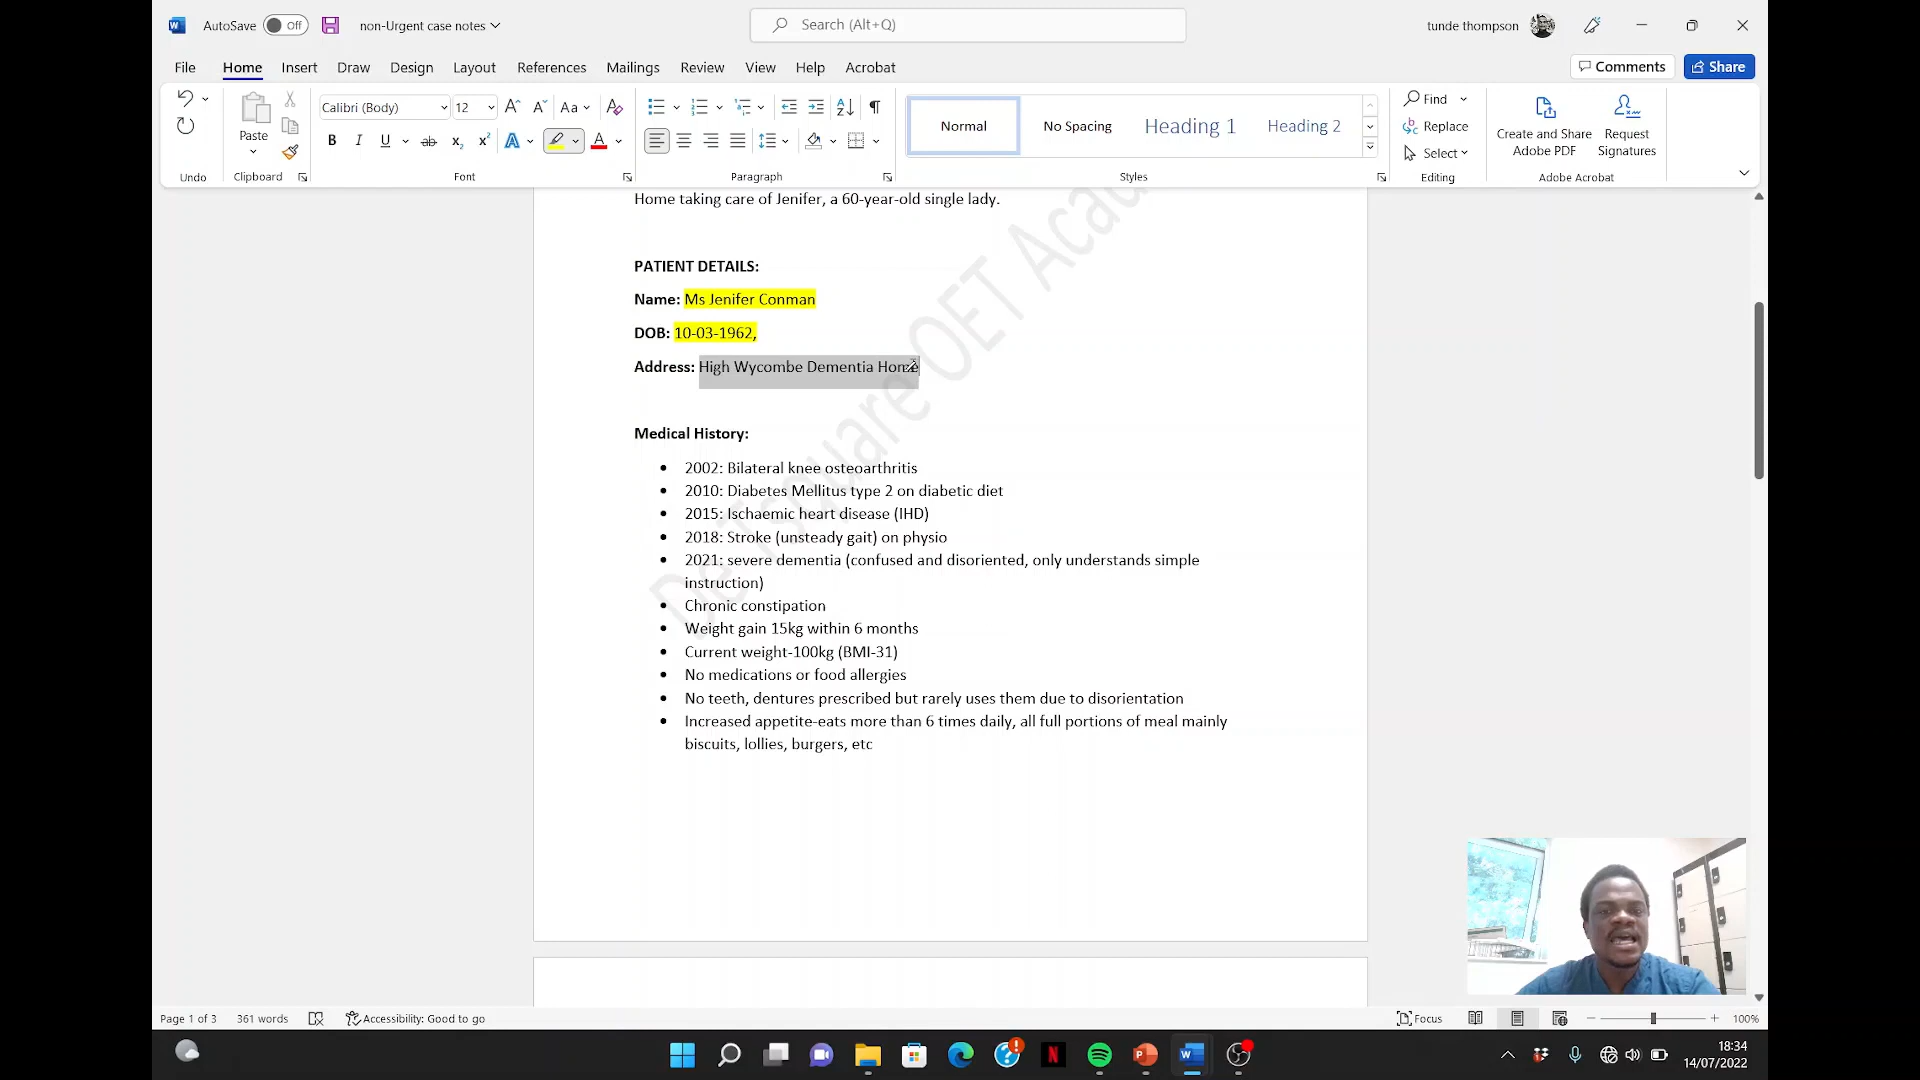 AutoSave Off non-Urgent case notes Search (Alt+Q) tunde thompson
File Home Insert Draw Design Layout References Mailings Review View Help Acrobat Comments Share
Calibri (Body) 12 Aa
Paste
B I U ab x₂ x² A A
Normal No Spacing Heading 1 Heading 2
Find
Replace
Select
Create and Share
Adobe PDF
Request
Signatures
Undo Clipboard Font Paragraph Styles Editing Adobe Acrobat
Home taking care of Jenifer, a 60-year-old single lady.
PATIENT DETAILS:
Name: Ms Jenifer Conman
DOB: 10-03-1962,
Address: High Wycombe Dementia Home
Medical History:
• 2002: Bilateral knee osteoarthritis
• 2010: Diabetes Mellitus type 2 on diabetic diet
• 2015: Ischaemic heart disease (IHD)
• 2018: Stroke (unsteady gait) on physio
• 2021: severe dementia (confused and disoriented, only understands simple
instruction)
• Chronic constipation
• Weight gain 15kg within 6 months
• Current weight-100kg (BMI-31)
• No medications or food allergies
• No teeth, dentures prescribed but rarely uses them due to disorientation
• Increased appetite-eats more than 6 times daily, all full portions of meal mainly
biscuits, lollies, burgers, etc
DeTsquare OET Acad
Page 1 of 3 361 words Accessibility: Good to go Focus 100%
18:34
14/07/2022